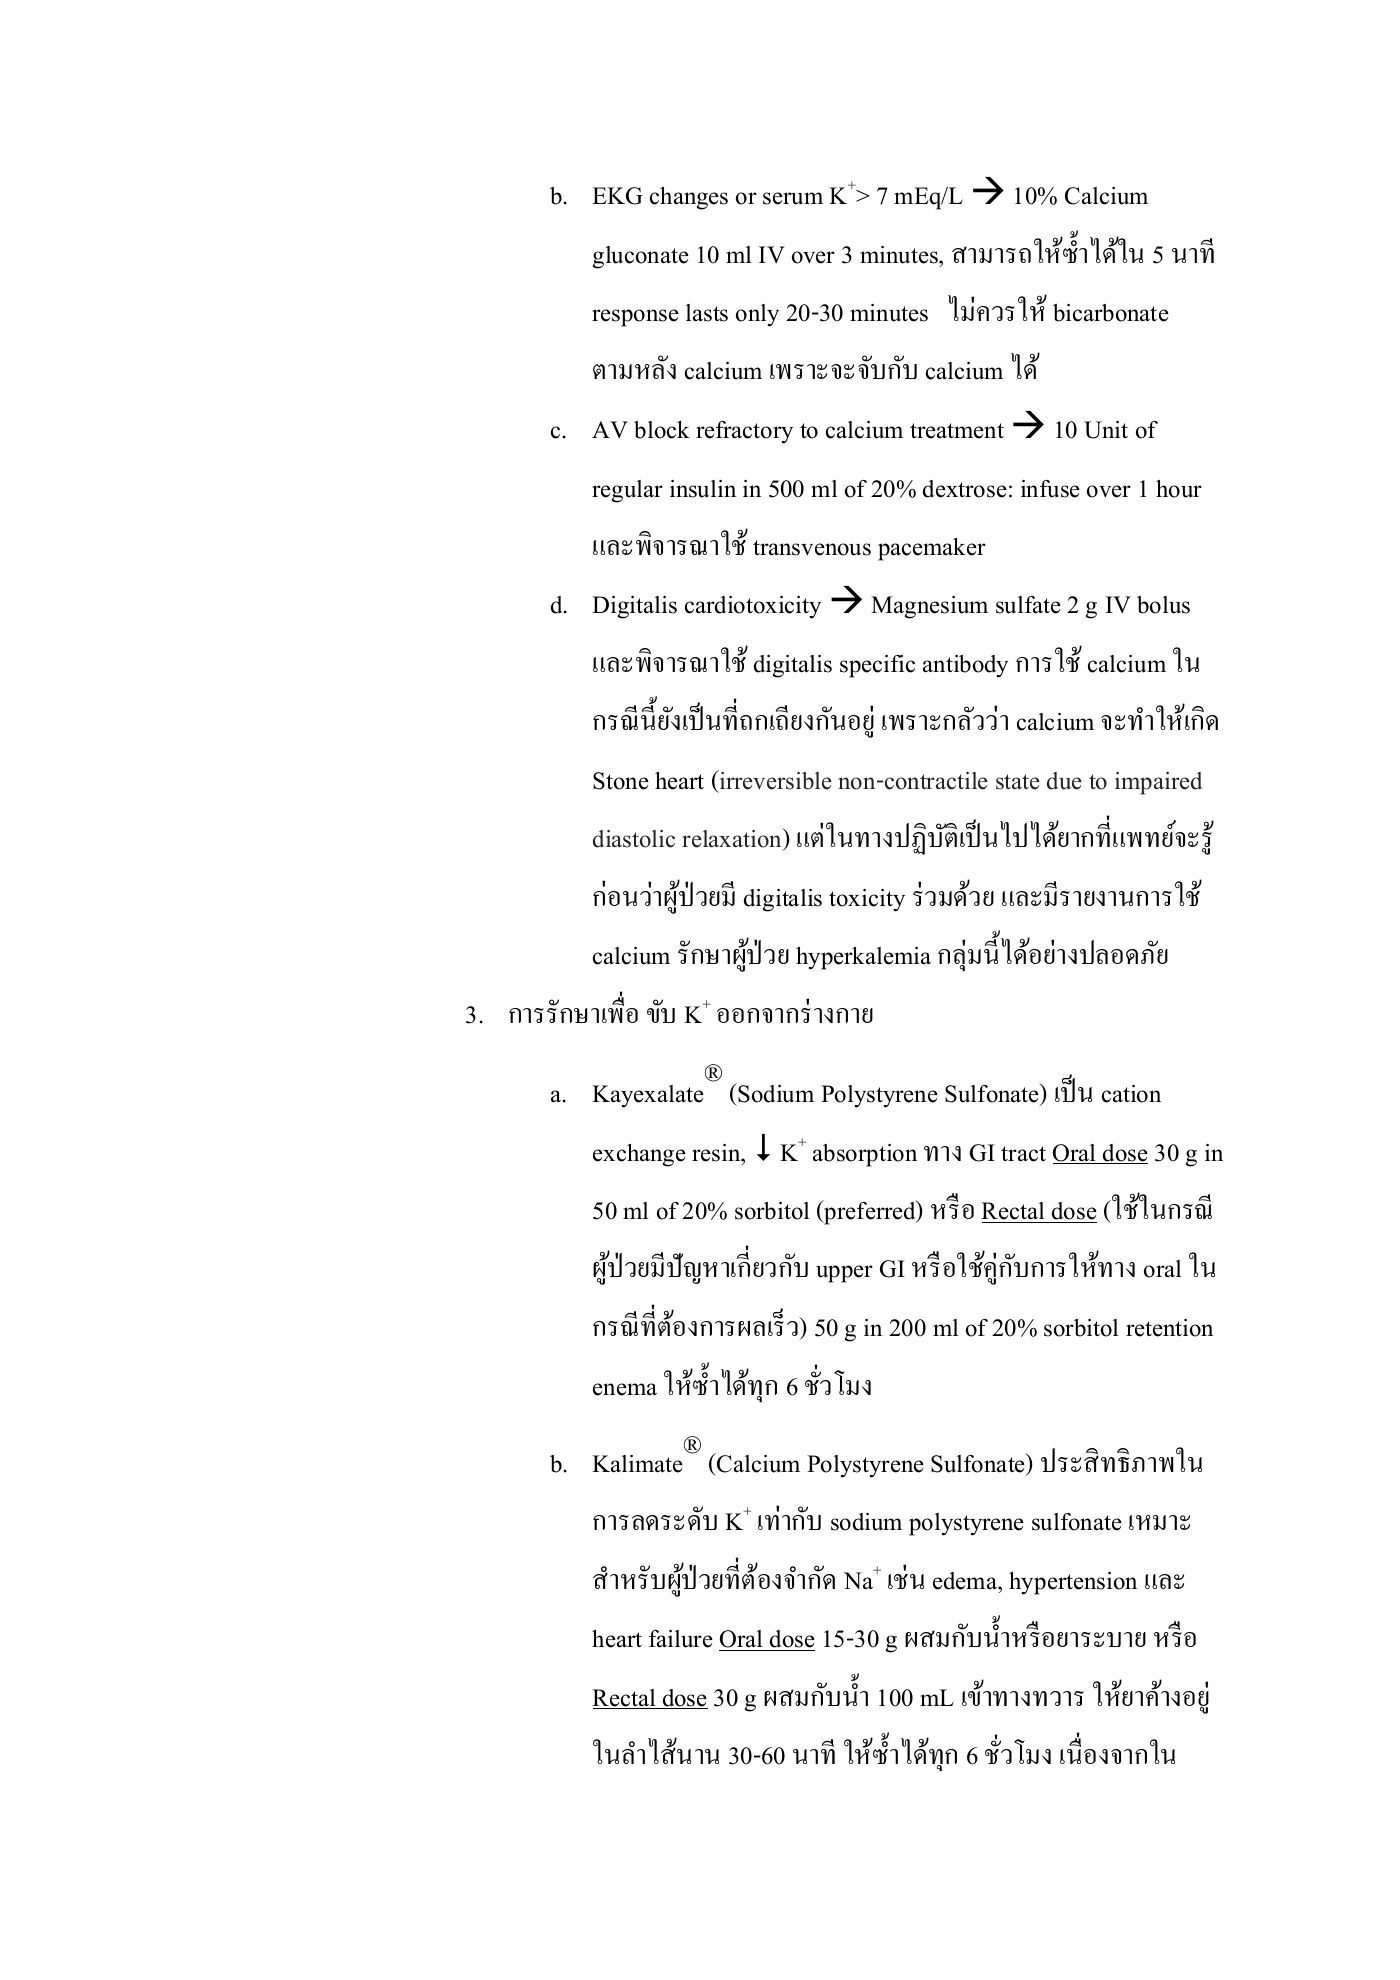 b. EKG changes or serum K⁺> 7 mEq/L → 10% Calcium
gluconate 10 ml IV over 3 minutes, สามารถให้ซ้ำได้ใน 5 นาที
response lasts only 20-30 minutes ไม่ควรให้ bicarbonate
ตามหลัง calcium เพราะจะจับกับ calcium ได้
c. AV block refractory to calcium treatment → 10 Unit of
regular insulin in 500 ml of 20% dextrose: infuse over 1 hour
และพิจารณาใช้ transvenous pacemaker
d. Digitalis cardiotoxicity → Magnesium sulfate 2 g IV bolus
และพิจารณาใช้ digitalis specific antibody การใช้ calcium ใน
กรณีนี้ยังเป็นที่ถกเถียงกันอยู่ เพราะกลัวว่า calcium จะทำให้เกิด
Stone heart (irreversible non-contractile state due to impaired
diastolic relaxation) แต่ในทางปฏิบัติเป็นไปได้ยากที่แพทย์จะรู้
ก่อนว่าผู้ป่วยมี digitalis toxicity ร่วมด้วย และมีรายงานการใช้
calcium รักษาผู้ป่วย hyperkalemia กลุ่มนี้ได้อย่างปลอดภัย
3. การรักษาเพื่อ ขับ K⁺ ออกจากร่างกาย
a. Kayexalate® (Sodium Polystyrene Sulfonate) เป็น cation
exchange resin, ↓ K⁺ absorption ทาง GI tract Oral dose 30 g in
50 ml of 20% sorbitol (preferred) หรือ Rectal dose (ใช้ในกรณี
ผู้ป่วยมีปัญหาเกี่ยวกับ upper GI หรือใช้คู่กับการให้ทาง oral ใน
กรณีที่ต้องการผลเร็ว) 50 g in 200 ml of 20% sorbitol retention
enema ให้ซ้ำได้ทุก 6 ชั่วโมง
b. Kalimate® (Calcium Polystyrene Sulfonate) ประสิทธิภาพใน
การลดระดับ K⁺ เท่ากับ sodium polystyrene sulfonate เหมาะ
สำหรับผู้ป่วยที่ต้องจำกัด Na⁺ เช่น edema, hypertension และ
heart failure Oral dose 15-30 g ผสมกับน้ำหรือยาระบาย หรือ
Rectal dose 30 g ผสมกับน้ำ 100 mL เข้าทางทวาร ให้ยาค้างอยู่
ในลำไส้นาน 30-60 นาที ให้ซ้ำได้ทุก 6 ชั่วโมง เนื่องจากใน